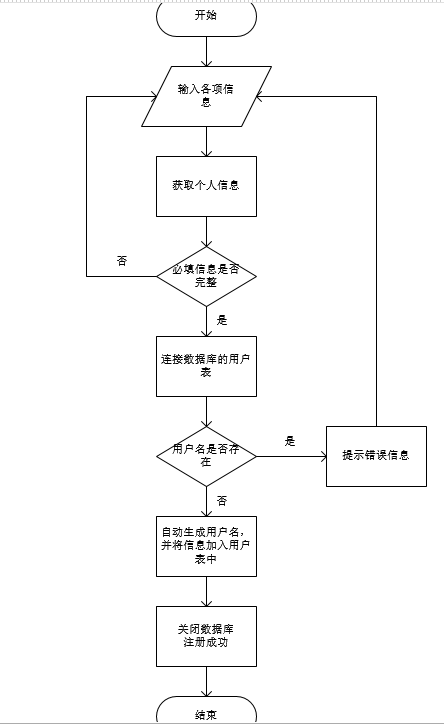 开始
输入各项信
息
获取个人信息
否
必填信息是否
完整
是
连接数据库的用户
表
用户名是否存
在
是
提示错误信息
否
自动生成用户名，
并将信息加入用户
表中
关闭数据库
注册成功
结束